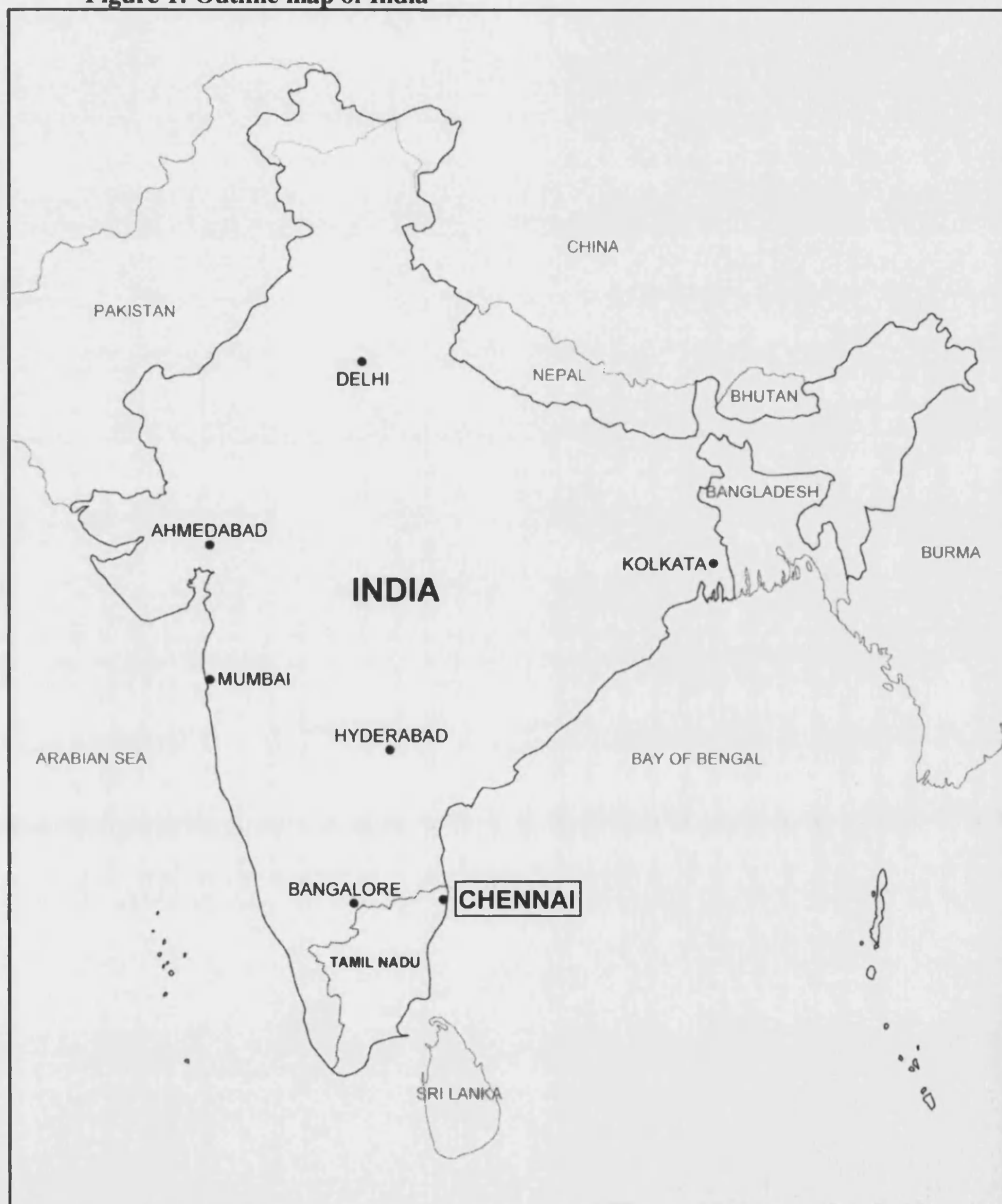 Figure 1: Outline map of India
CHINA
PAKISTAN
DELHI
NEPAL
BHUTAN
BANGLADESH
AHMEDABAD
KOLKATA
BURMA
INDIA
MUMBAI
HYDERABAD
ARABIAN SEA
BAY OF BENGAL
BANGALORE
CHENNAI
TAMIL NADU
SRI LANKA